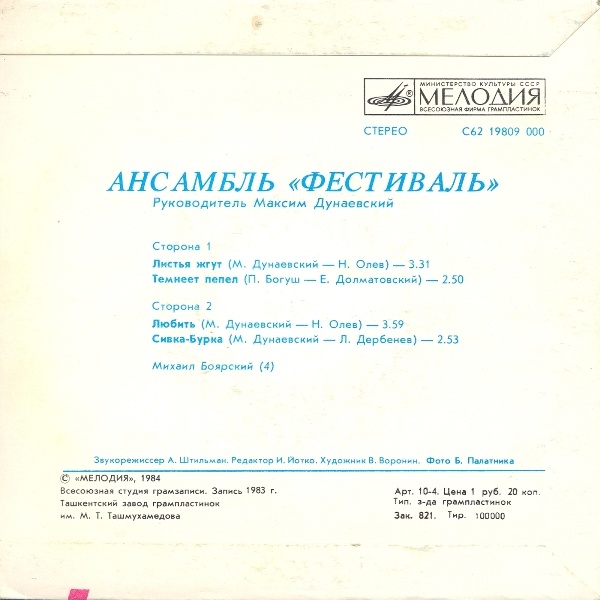 МИНИСТЕРСТВО КУЛЬТУРЫ СССР
МЕЛОДИЯ
ВСЕСОЮЗНАЯ ФИРМА ГРАМПЛАСТИНОК
СТЕРЕО С62 19809 000
АНСАМБЛЬ «ФЕСТИВАЛЬ»
Руководитель Максим Дунаевский
Сторона 1
Листья жгут (М. Дунаевский — Н. Олев) — 3.31
Темнеет пепел (П. Богуш — Е. Долматовский) — 2.50
Сторона 2
Любить (М. Дунаевский — Н. Олев) — 3.59
Сивка-Бурка (М. Дунаевский — Л. Дербенев) — 2.53
Михаил Боярский (4)
Звукорежиссер А. Штильман. Редактор И. Йотко. Художник В. Воронин. Фото Б. Палатника
© «МЕЛОДИЯ», 1984
Всесоюзная студия грамзаписи. Запись 1983 г.
Ташкентский завод грампластинок
им. М. Т. Ташмухамедова
Арт. 10-4. Цена 1 руб. 20 коп.
Тип. з-да грампластинок
Зак. 821. Тир. 100000